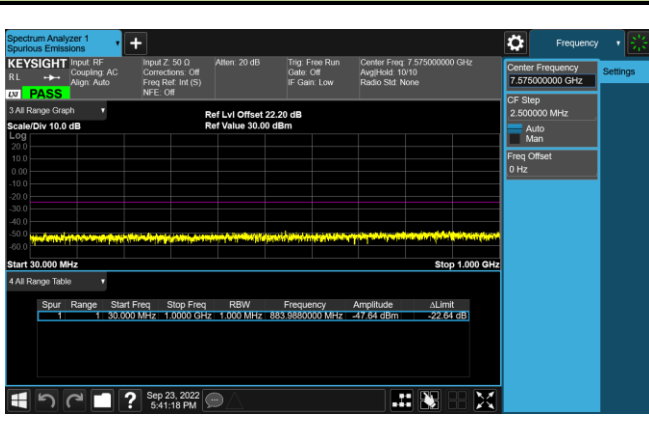 Spectrum Analyzer 1
Spurious Emissions
+
Frequency
KEYSIGHT
R L
LXI
PASS
Input: RF
Coupling: AC
Align: Auto
Input Z: 50 Ω
Corrections: Off
Freq Ref: Int (S)
NFE: Off
Atten: 20 dB
Trig: Free Run
Gate: Off
IF Gain: Low
Center Freq: 7.575000000 GHz
Avg|Hold: 10/10
Radio Std: None
Center Frequency
7.575000000 GHz
Settings
CF Step
2.500000 MHz
Auto
Man
Freq Offset
0 Hz
3 All Range Graph
Scale/Div 10.0 dB
Ref Lvl Offset 22.20 dB
Ref Value 30.00 dBm
Log
20.0
10.0
0.00
-10.0
-20.0
-30.0
-40.0
-50.0
-60.0
Start 30.000 MHz
Stop 1.000 GHz
4 All Range Table
Spur Range Start Freq Stop Freq RBW Frequency Amplitude ΔLimit
1 1 30.000 MHz 1.0000 GHz 1.000 MHz 883.9880000 MHz -47.64 dBm -22.64 dB
?
Sep 23, 2022
5:41:18 PM